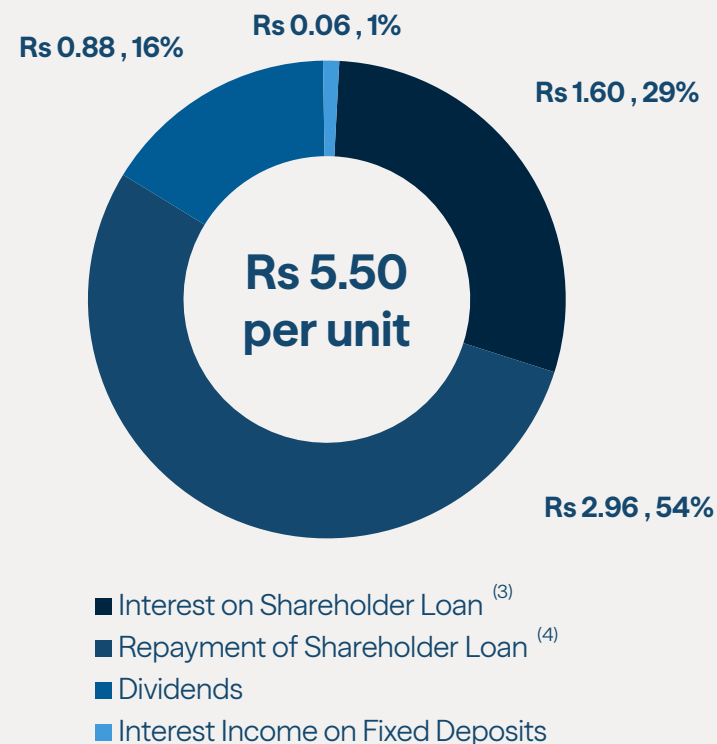 Rs 0.06 , 1%
Rs 0.88 , 16%
Rs 1.60 , 29%
Rs 5.50
per unit
Rs 2.96 , 54%
Interest on Shareholder Loan (3)
Repayment of Shareholder Loan (4)
Dividends
Interest Income on Fixed Deposits